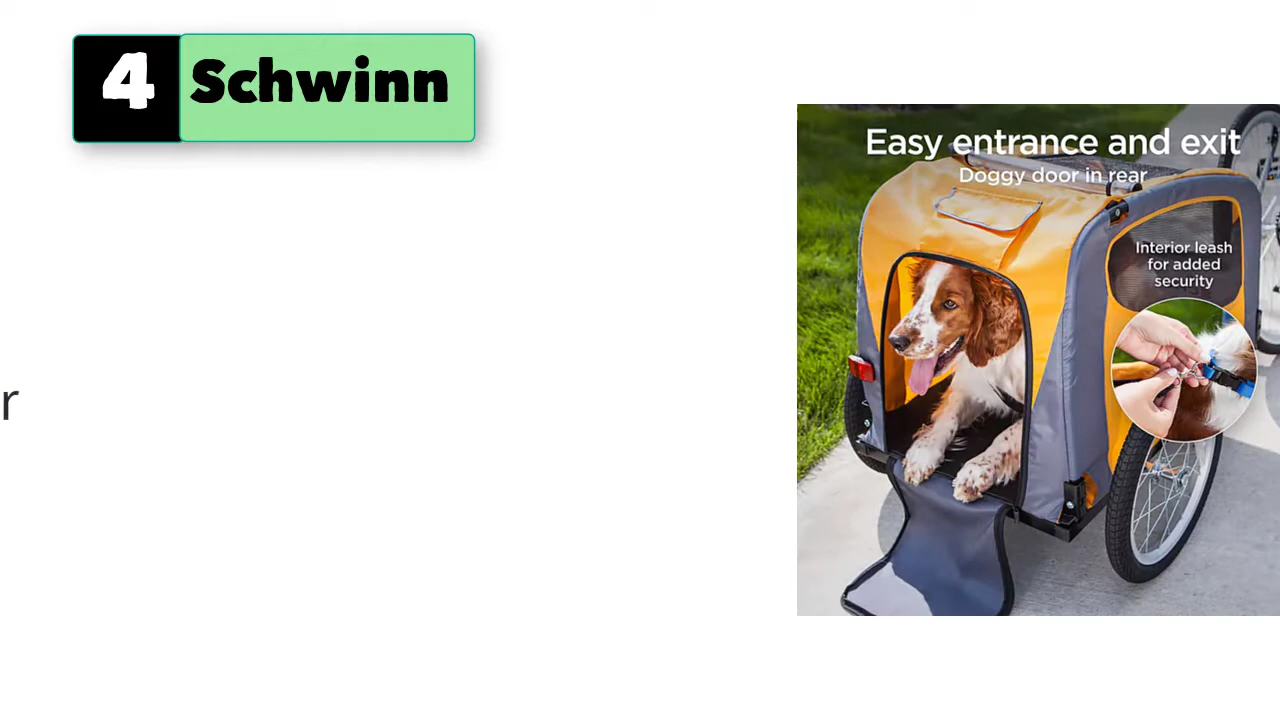 4 Schwinn
Easy entrance and exit
Doggy door in rear
Interior leash
for added
security
r